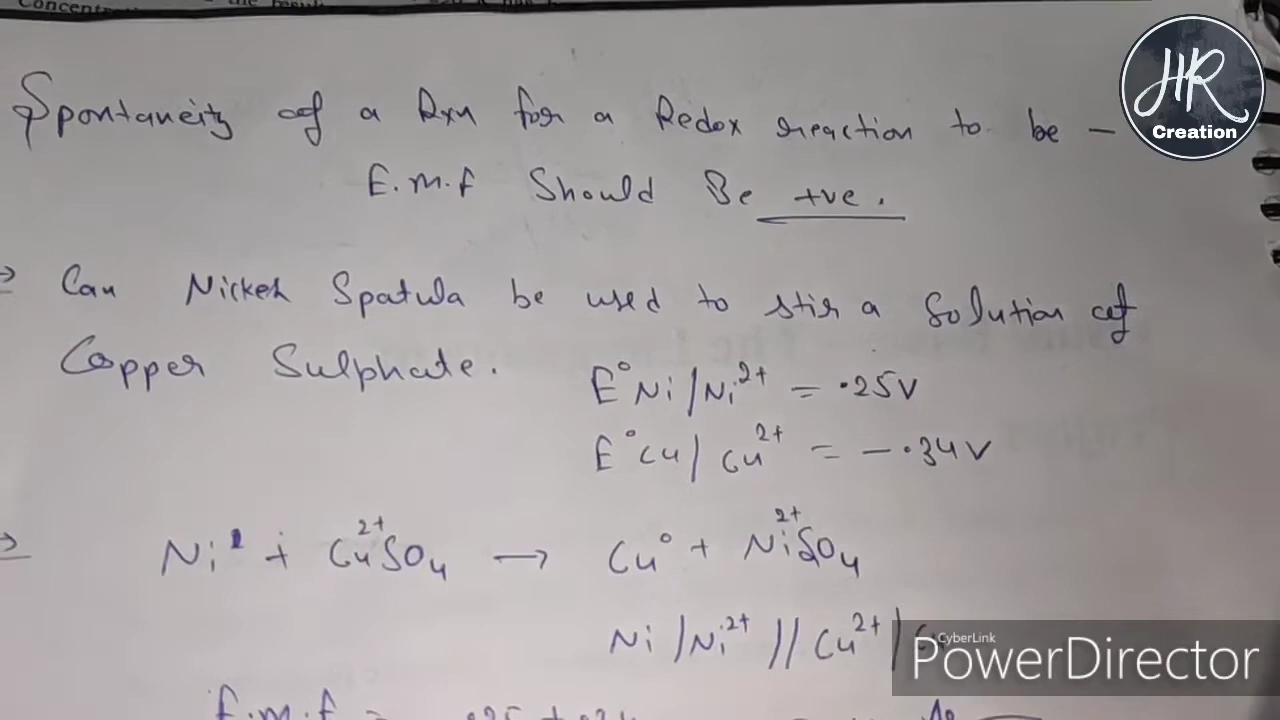 Spontaneity of a Rxn for a Redox reaction to be –
E.m.f Should Be +ve.
→ Can Nickel Spatula be used to stir a Solution of
Copper Sulphate.
E°Ni/Ni²⁺ = .25V
E°Cu/Cu²⁺ = -.34V
→ Ni + Cu²⁺SO₄ → Cu° + Ni²⁺SO₄
Ni/Ni²⁺//Cu²⁺/
E.m.f =
HR
Creation
CyberLink
PowerDirector